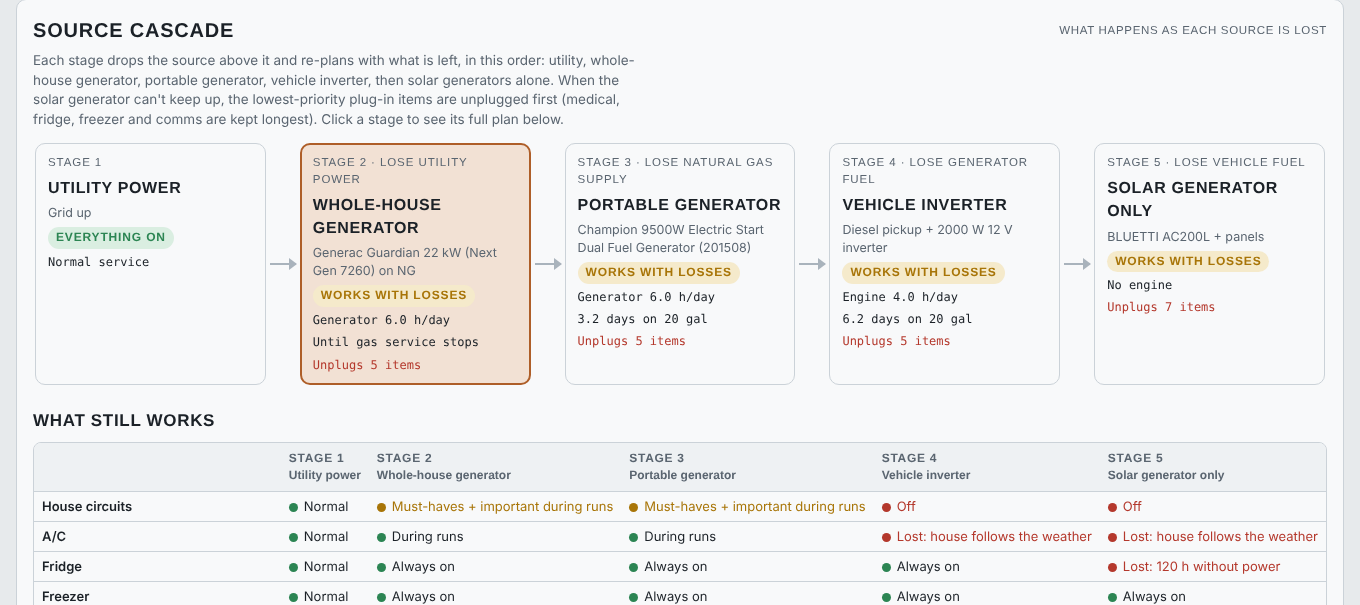 SOURCE CASCADE
WHAT HAPPENS AS EACH SOURCE IS LOST
Each stage drops the source above it and re-plans with what is left, in this order: utility, whole-
house generator, portable generator, vehicle inverter, then solar generators alone. When the
solar generator can't keep up, the lowest-priority plug-in items are unplugged first (medical,
fridge, freezer and comms are kept longest). Click a stage to see its full plan below.
STAGE 1
UTILITY POWER
Grid up
EVERYTHING ON
Normal service
STAGE 2 · LOSE UTILITY
POWER
WHOLE-HOUSE
GENERATOR
Generac Guardian 22 kW (Next
Gen 7260) on NG
WORKS WITH LOSSES
Generator 6.0 h/day
Until gas service stops
Unplugs 5 items
STAGE 3 · LOSE NATURAL GAS
SUPPLY
PORTABLE GENERATOR
Champion 9500W Electric Start
Dual Fuel Generator (201508)
WORKS WITH LOSSES
Generator 6.0 h/day
3.2 days on 20 gal
Unplugs 5 items
STAGE 4 · LOSE GENERATOR
FUEL
VEHICLE INVERTER
Diesel pickup + 2000 W 12 V
inverter
WORKS WITH LOSSES
Engine 4.0 h/day
6.2 days on 20 gal
Unplugs 5 items
STAGE 5 · LOSE VEHICLE FUEL
SOLAR GENERATOR
ONLY
BLUETTI AC200L + panels
WORKS WITH LOSSES
No engine
Unplugs 7 items
WHAT STILL WORKS
STAGE 1 STAGE 2 STAGE 3 STAGE 4 STAGE 5
Utility power Whole-house generator Portable generator Vehicle inverter Solar generator only
House circuits Normal Must-haves + important during runs Must-haves + important during runs Off Off
A/C Normal During runs During runs Lost: house follows the weather Lost: house follows the weather
Fridge Normal Always on Always on Always on Lost: 120 h without power
Freezer Normal Always on Always on Always on Always on